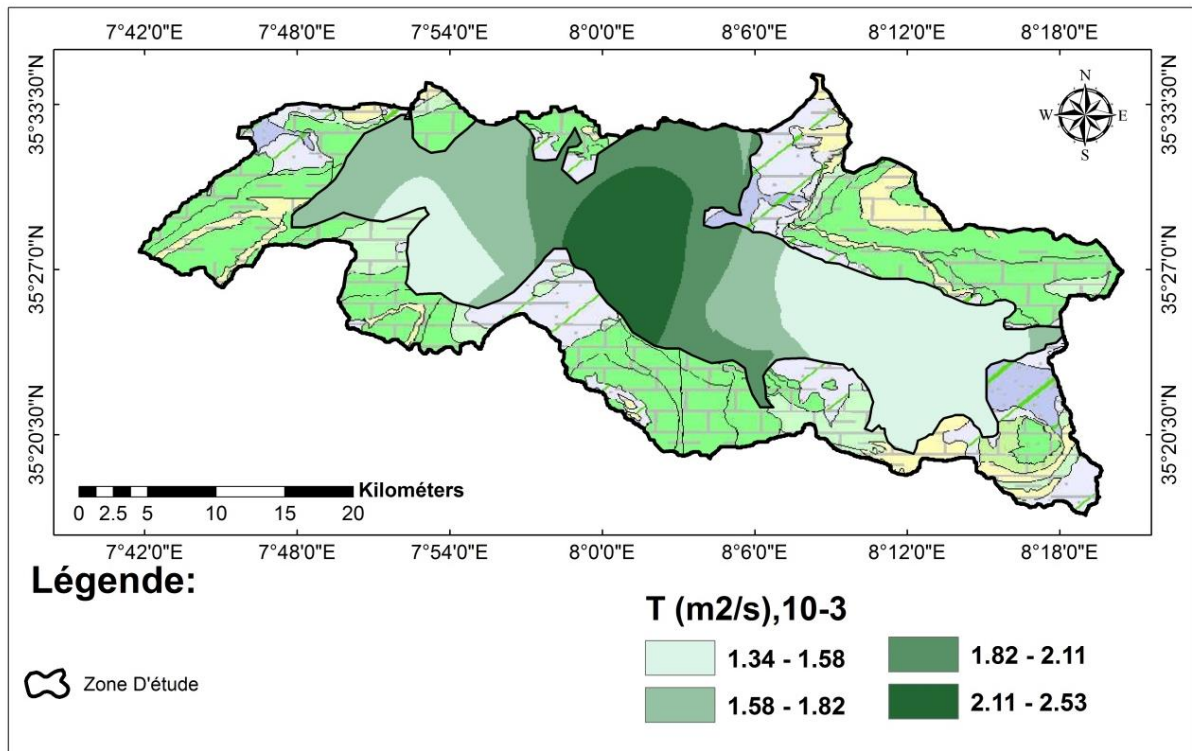 7°42'0"E 7°48'0"E 7°54'0"E 8°0'0"E 8°6'0"E 8°12'0"E 8°18'0"E
35°33'30"N 35°33'30"N
N
W E
S
35°27'0"N 35°27'0"N
35°20'30"N 35°20'30"N
Kilométers
0 2.5 5 10 15 20
7°42'0"E 7°48'0"E 7°54'0"E 8°0'0"E 8°6'0"E 8°12'0"E 8°18'0"E
Légende:
Zone D'étude
T (m2/s),10-3
1.34 - 1.58 1.82 - 2.11
1.58 - 1.82 2.11 - 2.53